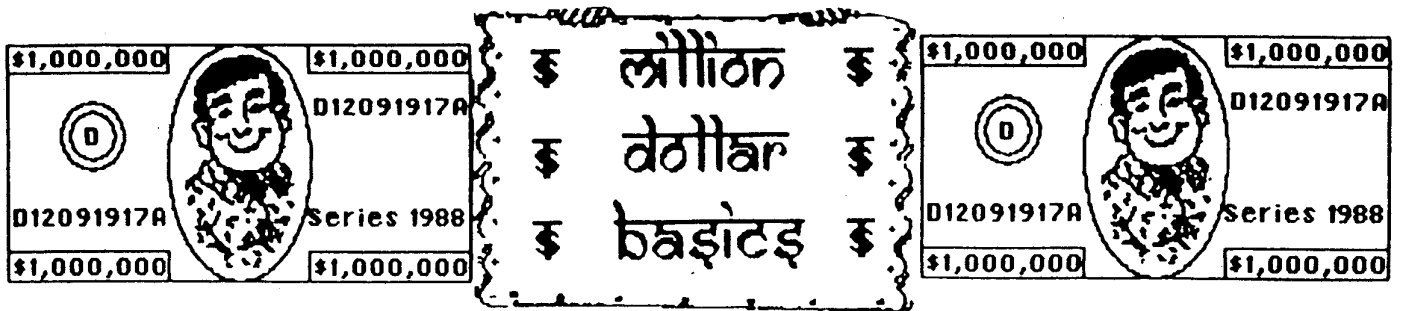 $1,000,000 $1,000,000
D12091917A
D
D12091917A Series 1988
$1,000,000 $1,000,000
$ million $
$ dollar $
$ basics $
$1,000,000 $1,000,000
D12091917A
D
D12091917A Series 1988
$1,000,000 $1,000,000